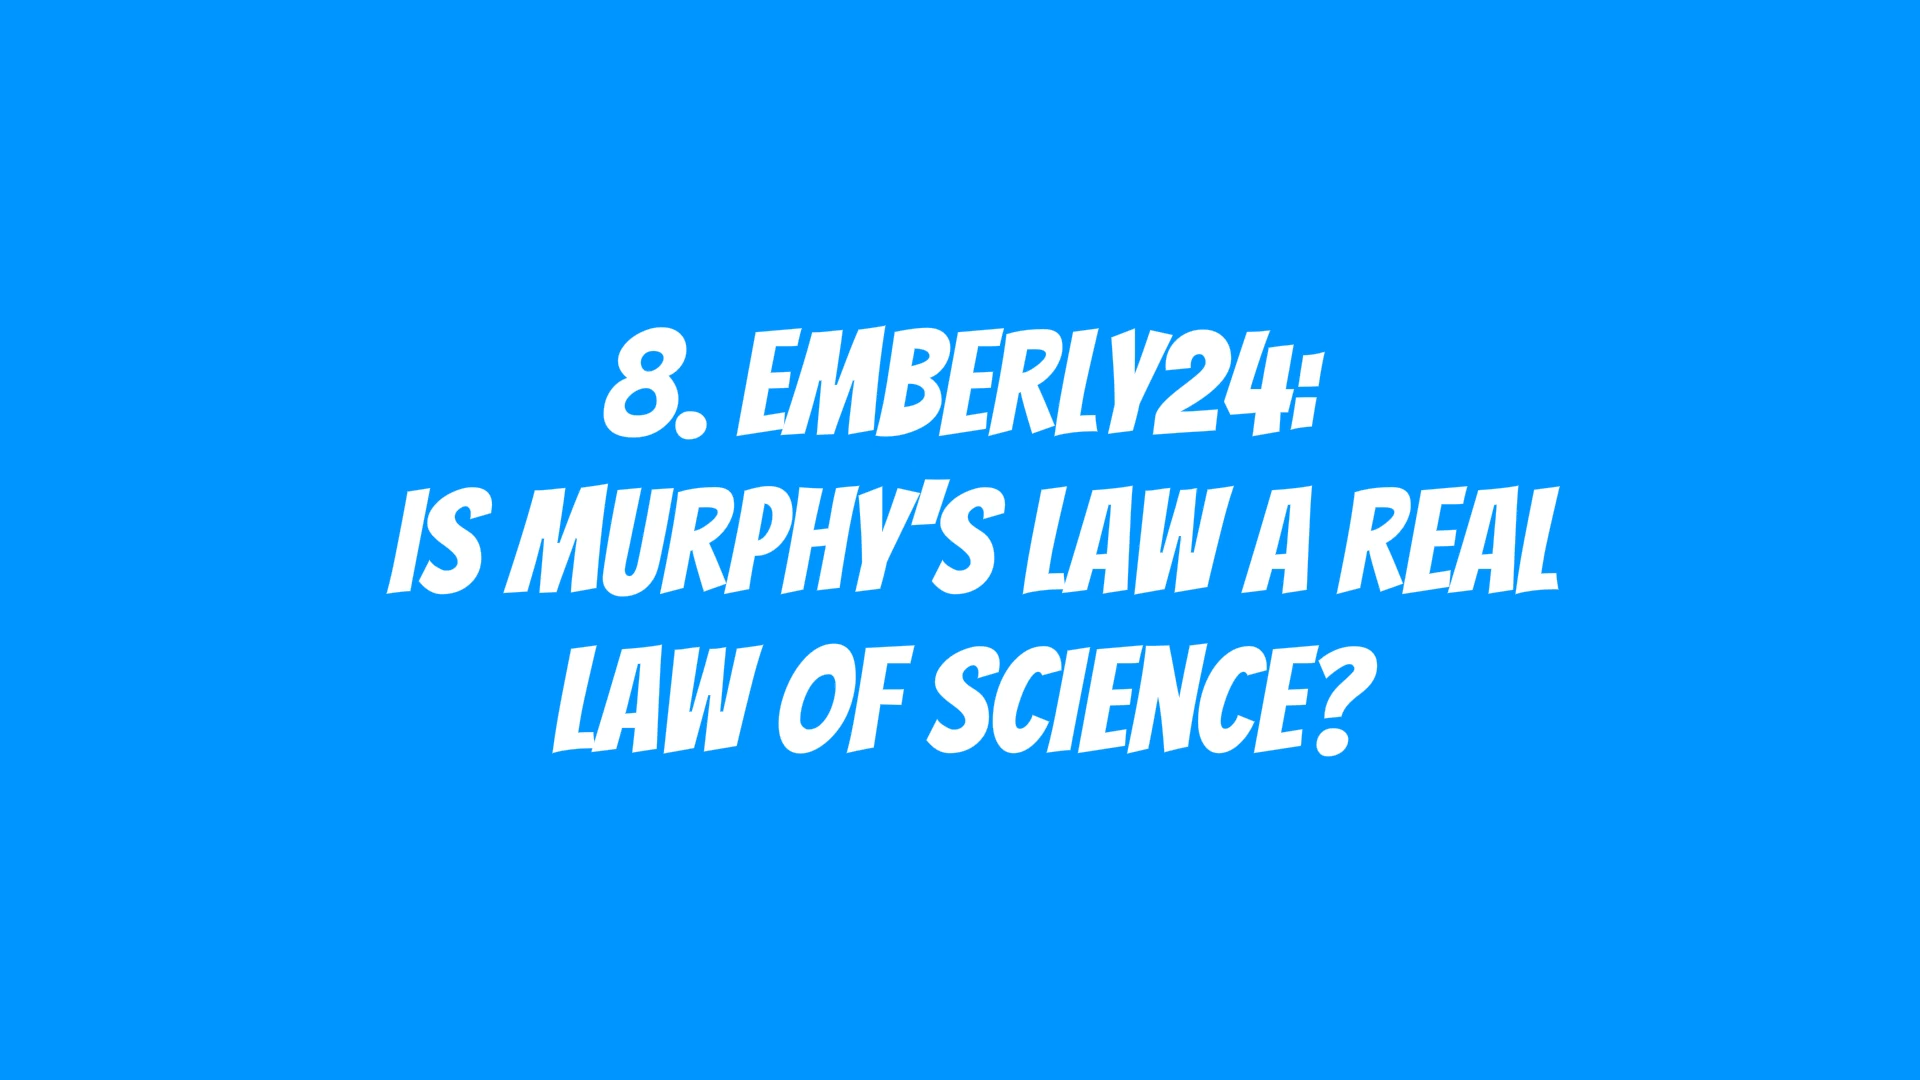 8. EMBERLY24:
IS MURPHY'S LAW A REAL
LAW OF SCIENCE?